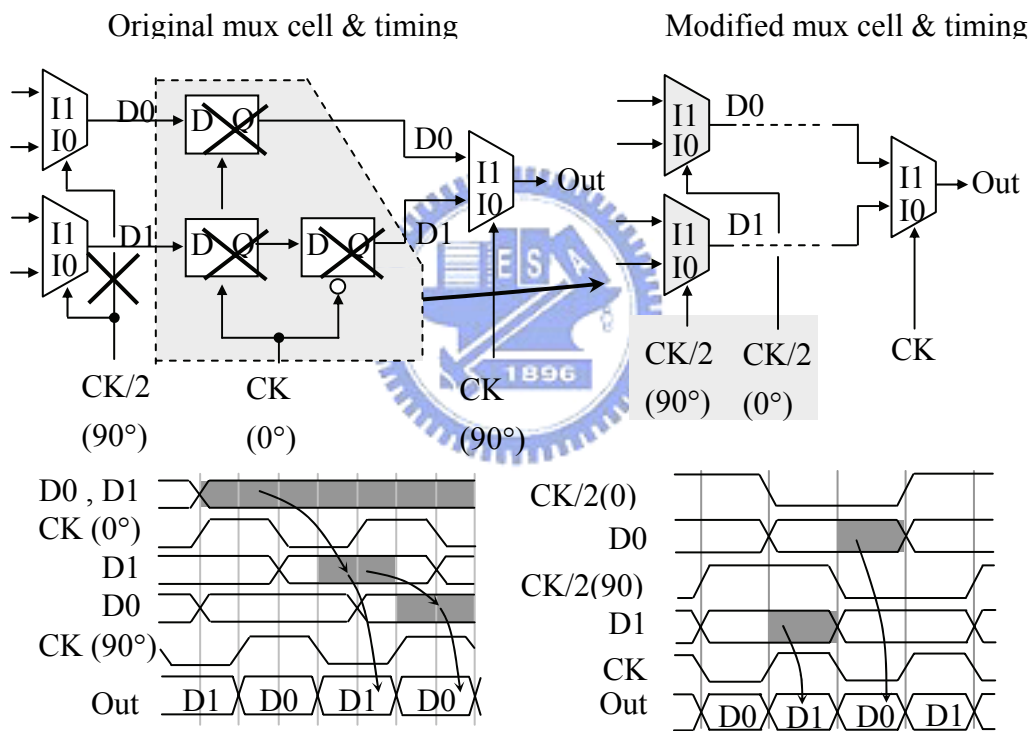 Original mux cell & timing
Modified mux cell & timing
I1
I0
D0
D Q
D0
I1
I0
Out
I1
I0
D1
D Q
D Q
D1
CK/2
(90°)
CK
(0°)
CK
(90°)
I1
I0
D0
I1
I0
Out
I1
I0
D1
CK/2
(90°)
CK/2
(0°)
CK
E S A
1896
D0 , D1
CK (0°)
D1
D0
CK (90°)
Out
D1 D0 D1 D0
CK/2(0)
D0
CK/2(90)
D1
CK
Out
D0 D1 D0 D1